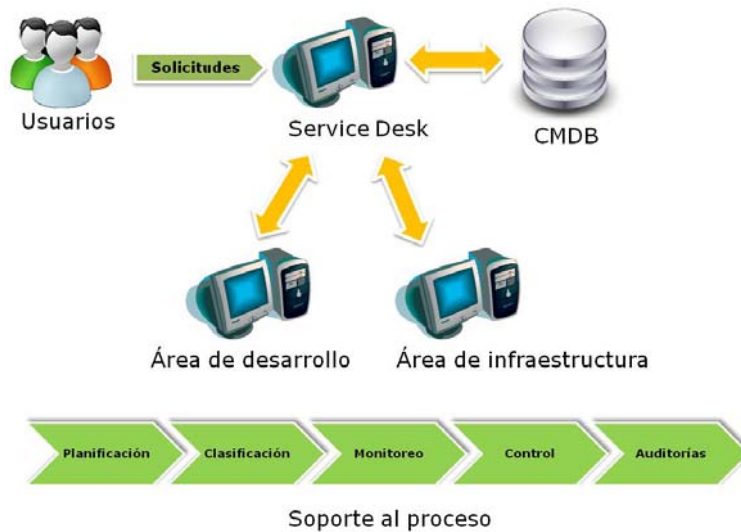 Solicitudes
Usuarios
Service Desk
CMDB
Área de desarrollo
Área de infraestructura
Planificación
Clasificación
Monitoreo
Control
Auditorías
Soporte al proceso